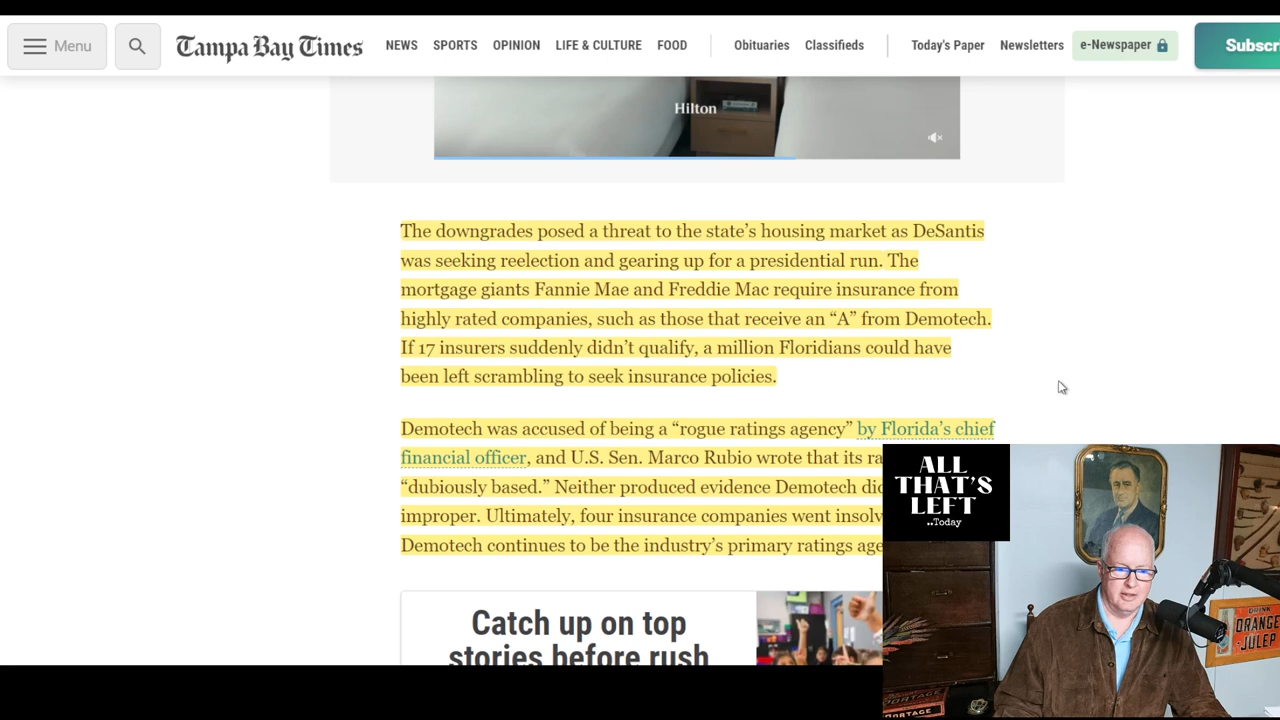 Menu
Tampa Bay Times
NEWS SPORTS OPINION LIFE & CULTURE FOOD
Obituaries Classifieds
Today's Paper Newsletters e-Newspaper
Subscri
Hilton
The downgrades posed a threat to the state's housing market as DeSantis
was seeking reelection and gearing up for a presidential run. The
mortgage giants Fannie Mae and Freddie Mac require insurance from
highly rated companies, such as those that receive an “A” from Demotech.
If 17 insurers suddenly didn't qualify, a million Floridians could have
been left scrambling to seek insurance policies.
Demotech was accused of being a “rogue ratings agency” by Florida's chief
financial officer, and U.S. Sen. Marco Rubio wrote that its ra
“dubiously based.” Neither produced evidence Demotech did
improper. Ultimately, four insurance companies went insolv
Demotech continues to be the industry's primary ratings age
Catch up on top
stories before rush
ALL
THAT'S
LEFT
..Today
DRINK
ORANGE
JULEP
PORTAGE